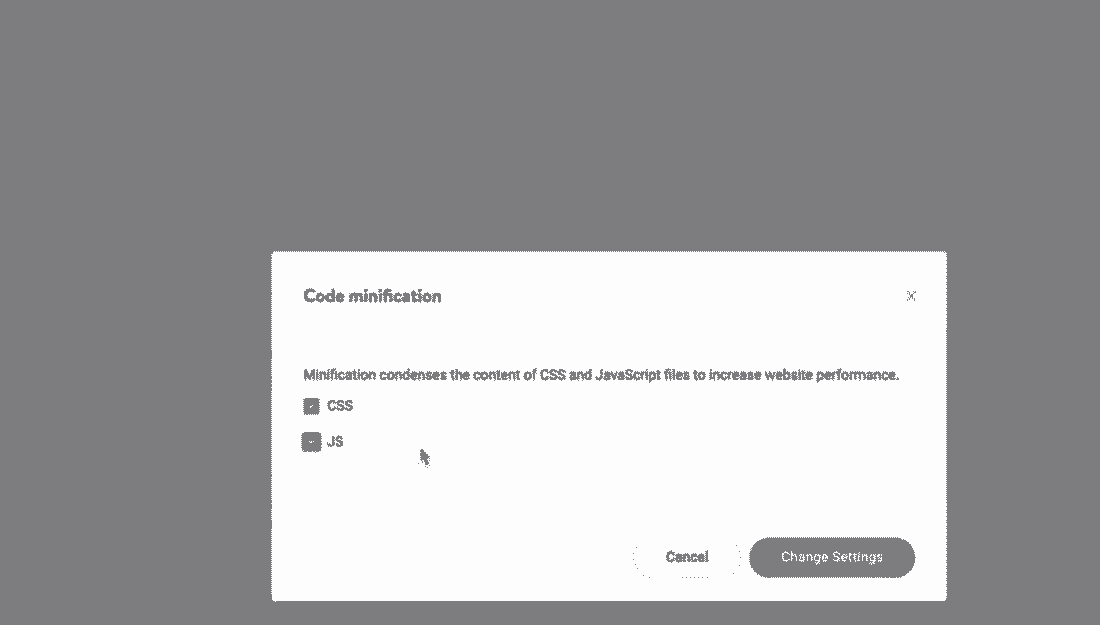 Code minification
Minification condenses the content of CSS and JavaScript files to increase website performance.
CSS
JS
Cancel
Change Settings